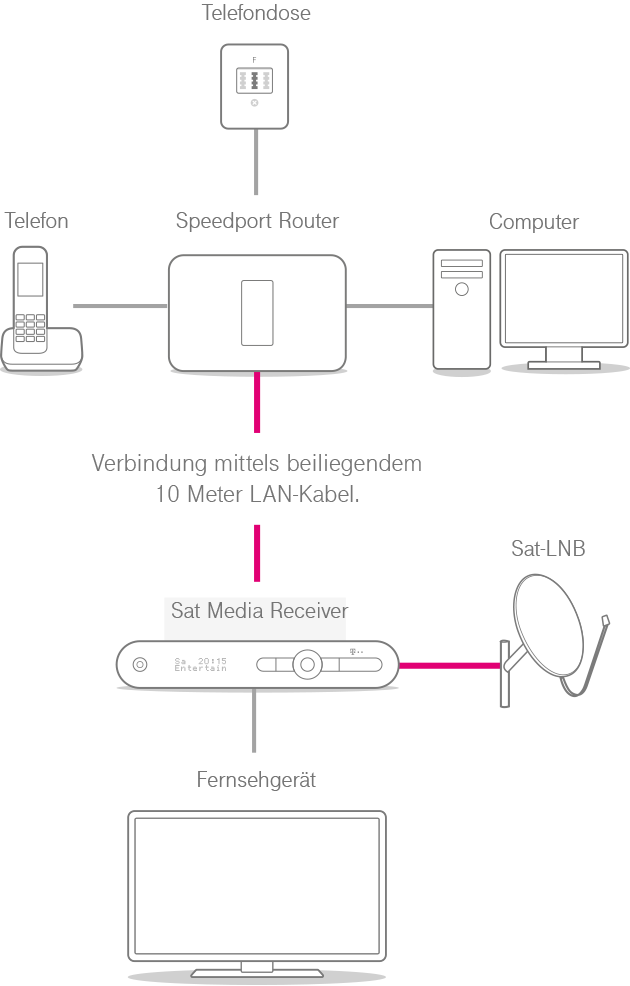 Telefondose
F
Telefon
Speedport Router
Computer
Verbindung mittels beiliegendem
10 Meter LAN-Kabel.
Sat-LNB
Sat Media Receiver
Sa 20:15
Entertain
T··
Fernsehgerät